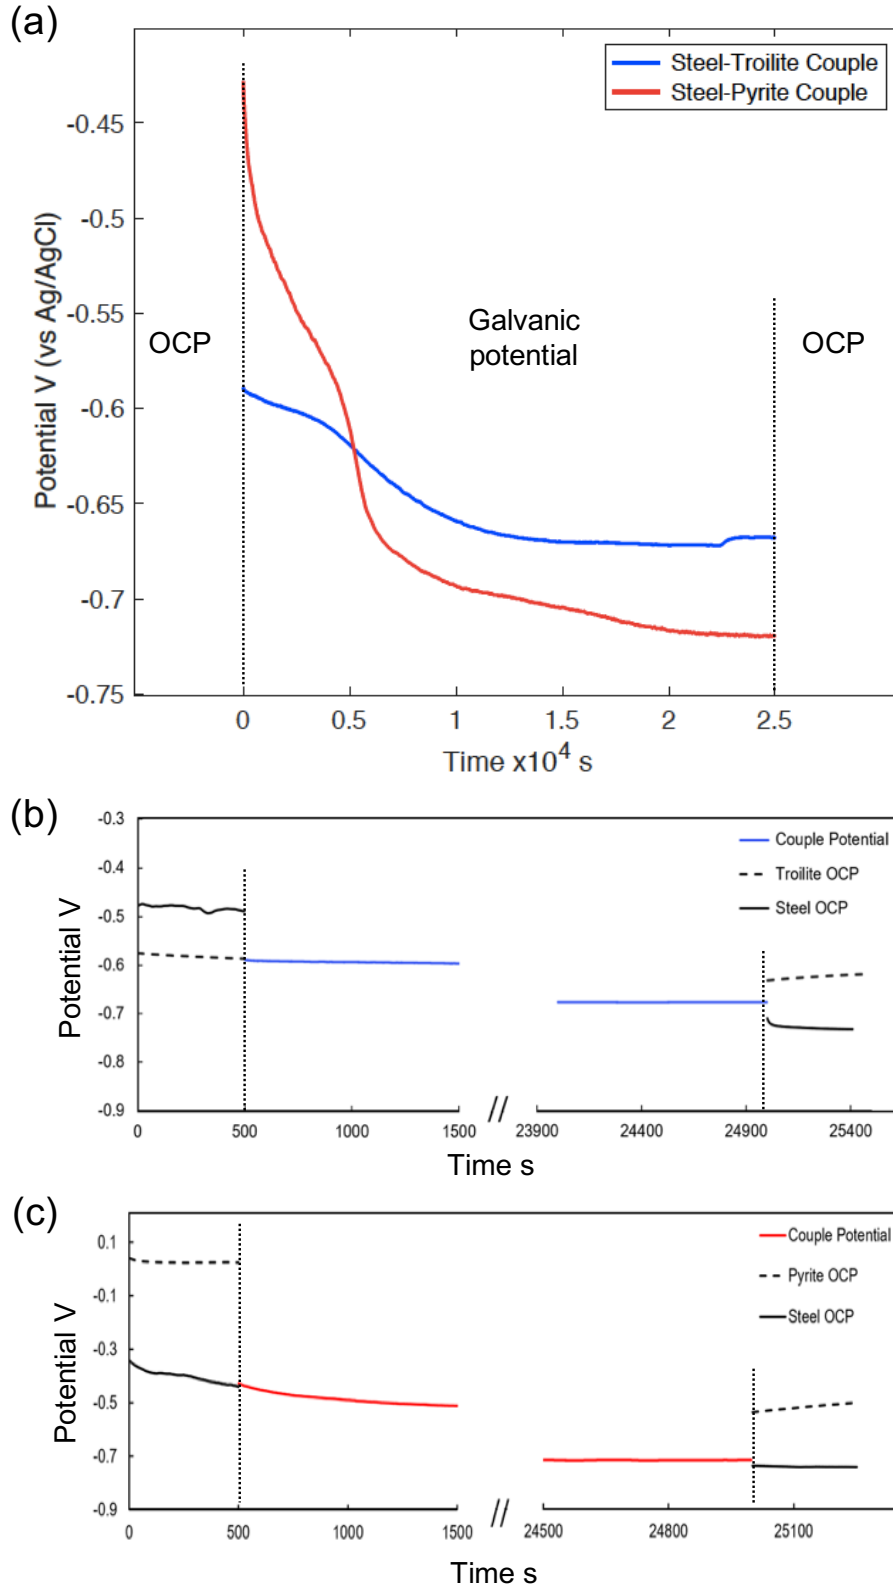 (a)
Steel-Troilite Couple
Steel-Pyrite Couple
-0.45
-0.5
-0.55
-0.6
-0.65
-0.7
-0.75
Potential V (vs Ag/AgCl)
OCP
Galvanic
potential
OCP
0
0.5
1
1.5
2
2.5
Time x10⁴ s
(b)
-0.3
-0.4
-0.5
-0.6
-0.7
-0.8
-0.9
Potential V
Couple Potential
Troilite OCP
Steel OCP
0
500
1000
1500
//
23900
24400
24900
25400
Time s
(c)
0.1
-0.1
-0.3
-0.5
-0.7
-0.9
Potential V
Couple Potential
Pyrite OCP
Steel OCP
0
500
1000
1500
//
24500
24800
25100
Time s